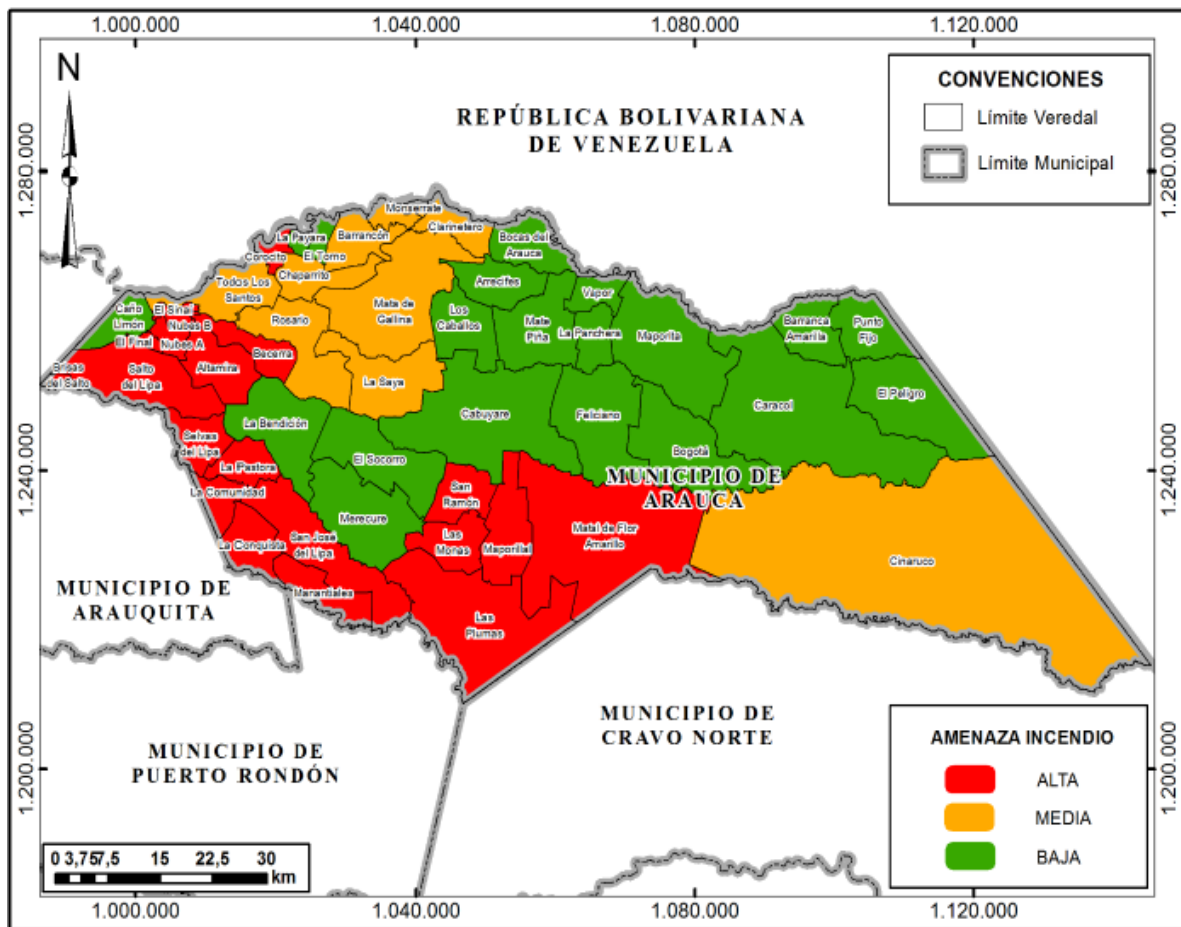 1.000.000
1.040.000
1.080.000
1.120.000
N
CONVENCIONES
Límite Veredal
Límite Municipal
REPÚBLICA BOLIVARIANA
DE VENEZUELA
1.280.000
1.280.000
Monserrate
Clarinetero
La Payara
Barrancón
Bocas del
Arauca
El Torno
Corocito
Chaparrito
Todos Los
Santos
Arrecifes
Vapor
Caño
Limón
El Sinai
Nubes B
Rosario
Mata de
Gallina
Los
Caballos
Mate
Piña
La Panchera
Maporita
Barranca
Amarilla
Punto
Fijo
El Final
Nubes A
Becerra
Brisas
del Salto
Salto
del Lipa
Altamira
La Saya
El Peligro
Caracol
La Bendición
Cabuyare
Feliciano
Selvas
del Lipa
El Socorro
Bogotá
La Pastora
1.240.000
1.240.000
MUNICIPIO DE
ARAUCA
La Comunidad
San
Ramón
Merecure
Matal de Flor
Amarillo
La Conquista
San José
del Lipa
Las
Monas
Maporillal
Cinaruco
MUNICIPIO DE
ARAUQUITA
Manantiales
Las
Plumas
MUNICIPIO DE
CRAVO NORTE
MUNICIPIO DE
PUERTO RONDÓN
AMENAZA INCENDIO
ALTA
MEDIA
BAJA
1.200.000
1.200.000
0 3,75 7,5 15 22,5 30
km
1.000.000
1.040.000
1.080.000
1.120.000